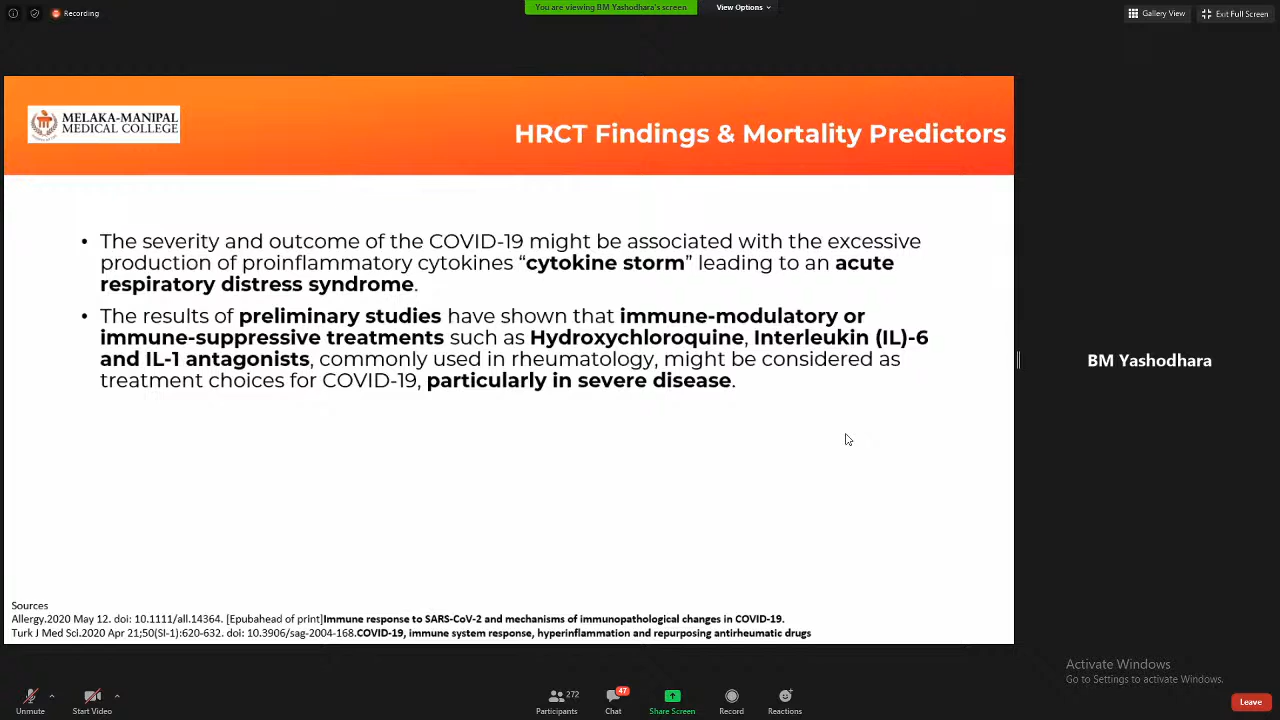 Recording
You are viewing BM Yashodhara's screen
View Options
Gallery View
Exit Full Screen
MELAKA-MANIPAL
MEDICAL COLLEGE
HRCT Findings & Mortality Predictors
• The severity and outcome of the COVID-19 might be associated with the excessive
production of proinflammatory cytokines “cytokine storm” leading to an acute
respiratory distress syndrome.
• The results of preliminary studies have shown that immune-modulatory or
immune-suppressive treatments such as Hydroxychloroquine, Interleukin (IL)-6
and IL-1 antagonists, commonly used in rheumatology, might be considered as
treatment choices for COVID-19, particularly in severe disease.
BM Yashodhara
Sources
Allergy.2020 May 12. doi: 10.1111/all.14364. [Epubahead of print]Immune response to SARS-CoV-2 and mechanisms of immunopathological changes in COVID-19.
Turk J Med Sci.2020 Apr 21;50(SI-1):620-632. doi: 10.3906/sag-2004-168.COVID-19, immune system response, hyperinflammation and repurposing antirheumatic drugs
Activate Windows
Go to Settings to activate Windows.
Unmute
Start Video
272
Participants
47
Chat
Share Screen
Record
Reactions
Leave